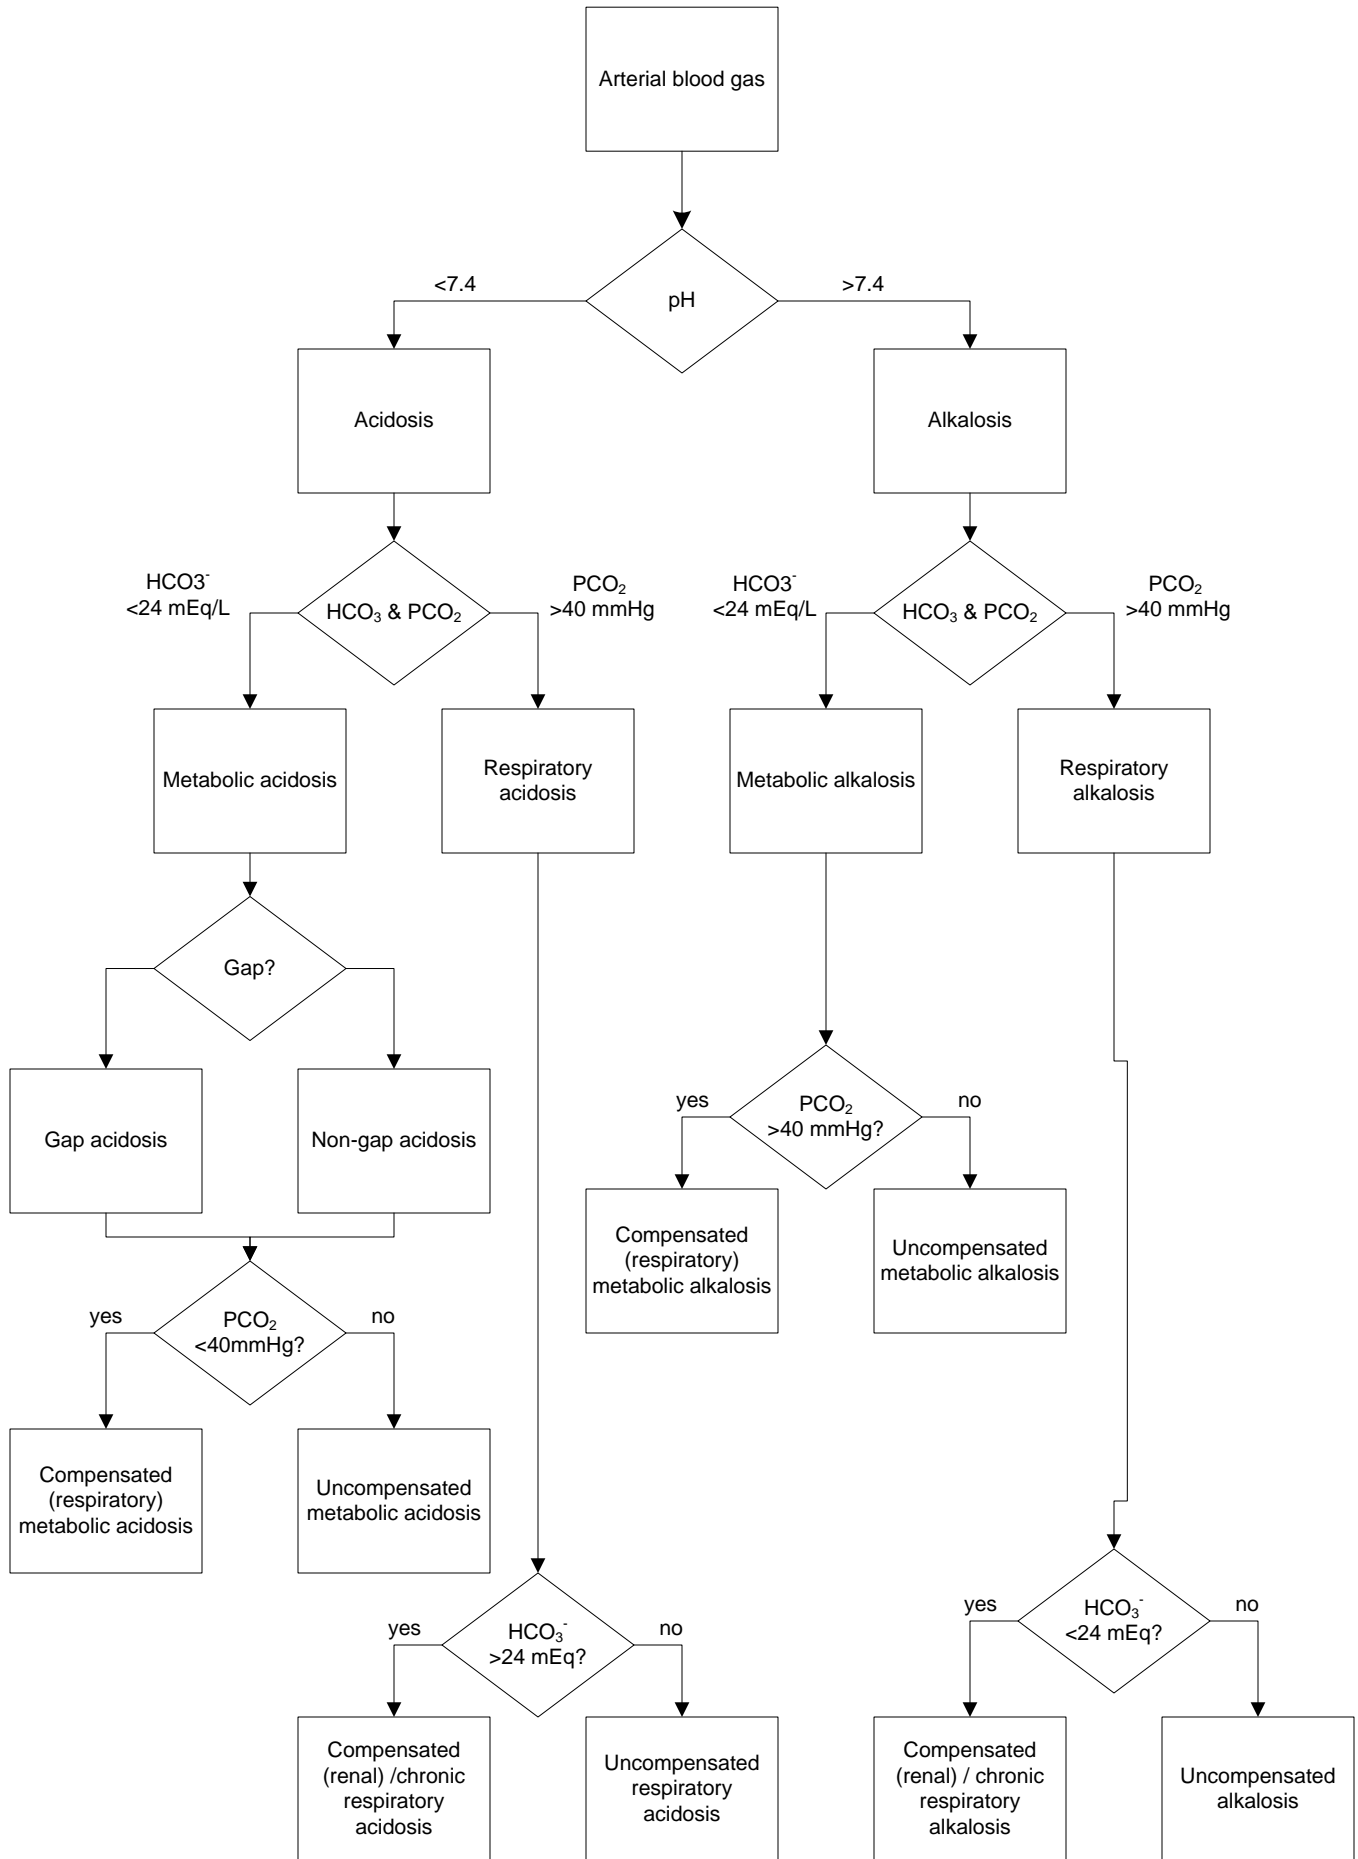 Arterial blood gas
<7.4
pH
>7.4
Acidosis
Alkalosis
HCO3⁻
<24 mEq/L
HCO₃ & PCO₂
PCO₂
>40 mmHg
HCO3⁻
<24 mEq/L
HCO₃ & PCO₂
PCO₂
>40 mmHg
Metabolic acidosis
Respiratory
acidosis
Metabolic alkalosis
Respiratory
alkalosis
Gap?
Gap acidosis
Non-gap acidosis
yes
PCO₂
>40 mmHg?
no
Compensated
(respiratory)
metabolic alkalosis
Uncompensated
metabolic alkalosis
yes
PCO₂
<40mmHg?
no
Compensated
(respiratory)
metabolic acidosis
Uncompensated
metabolic acidosis
yes
HCO₃⁻
>24 mEq?
no
yes
HCO₃⁻
<24 mEq?
no
Compensated
(renal) /chronic
respiratory
acidosis
Uncompensated
respiratory
acidosis
Compensated
(renal) / chronic
respiratory
alkalosis
Uncompensated
alkalosis